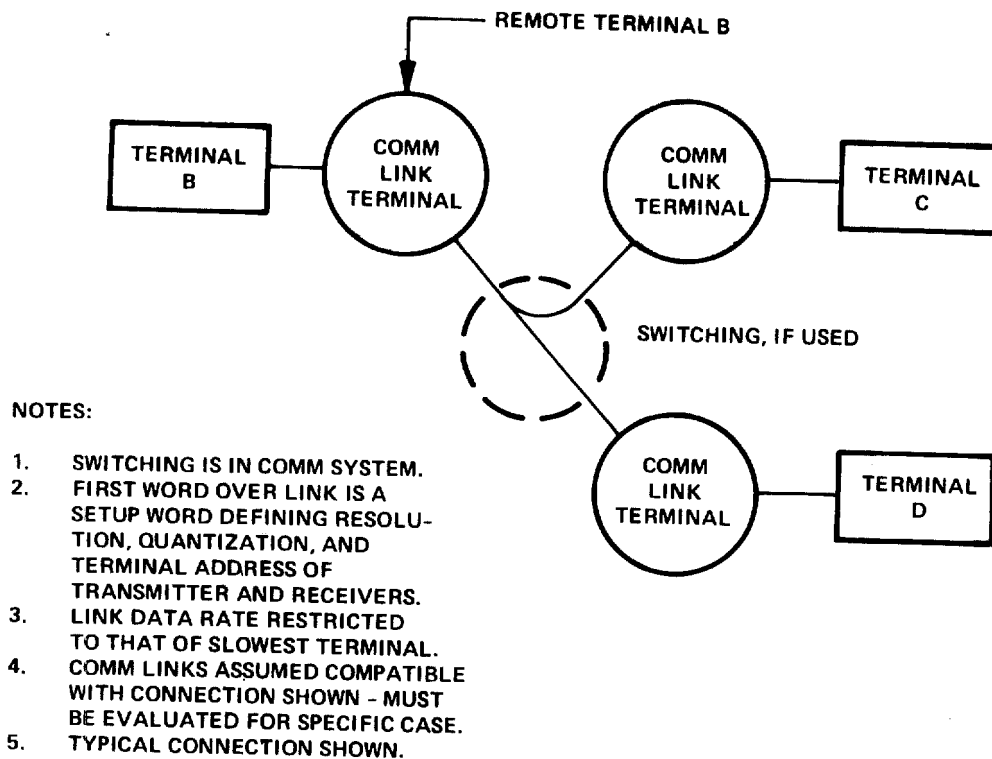 REMOTE TERMINAL B
TERMINAL
B
COMM
LINK
TERMINAL
COMM
LINK
TERMINAL
TERMINAL
C
SWITCHING, IF USED
COMM
LINK
TERMINAL
TERMINAL
D
NOTES:
1. SWITCHING IS IN COMM SYSTEM.
2. FIRST WORD OVER LINK IS A
SETUP WORD DEFINING RESOLU-
TION, QUANTIZATION, AND
TERMINAL ADDRESS OF
TRANSMITTER AND RECEIVERS.
3. LINK DATA RATE RESTRICTED
TO THAT OF SLOWEST TERMINAL.
4. COMM LINKS ASSUMED COMPATIBLE
WITH CONNECTION SHOWN - MUST
BE EVALUATED FOR SPECIFIC CASE.
5. TYPICAL CONNECTION SHOWN.